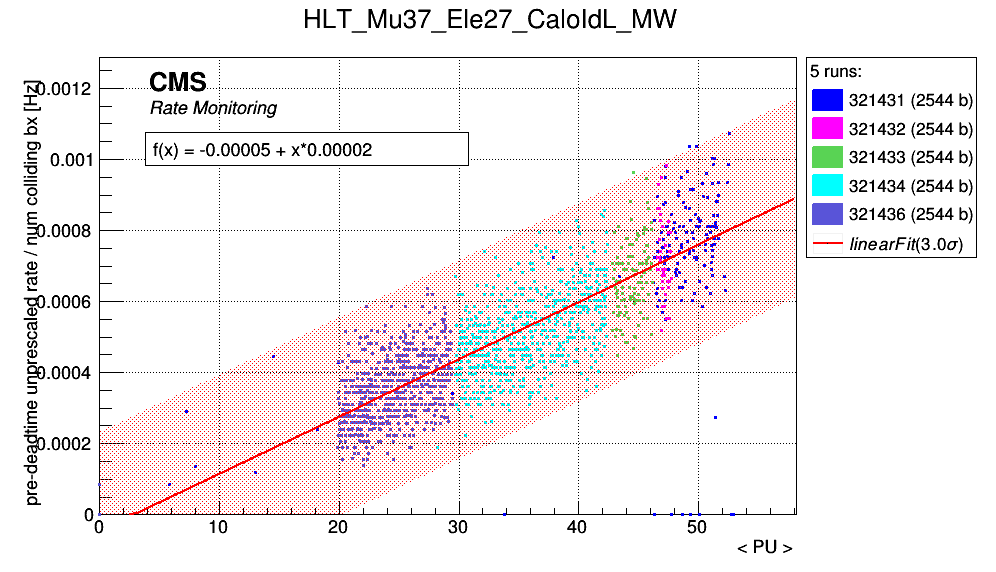 HLT_Mu37_Ele27_CaloIdL_MW
CMS
Rate Monitoring
f(x) = -0.00005 + x*0.00002
pre-deadtime unprescaled rate / num colliding bx [Hz]
0.0012
0.001
0.0008
0.0006
0.0004
0.0002
0
0 10 20 30 40 50
< PU >
5 runs:
321431 (2544 b)
321432 (2544 b)
321433 (2544 b)
321434 (2544 b)
321436 (2544 b)
linearFit(3.0σ)